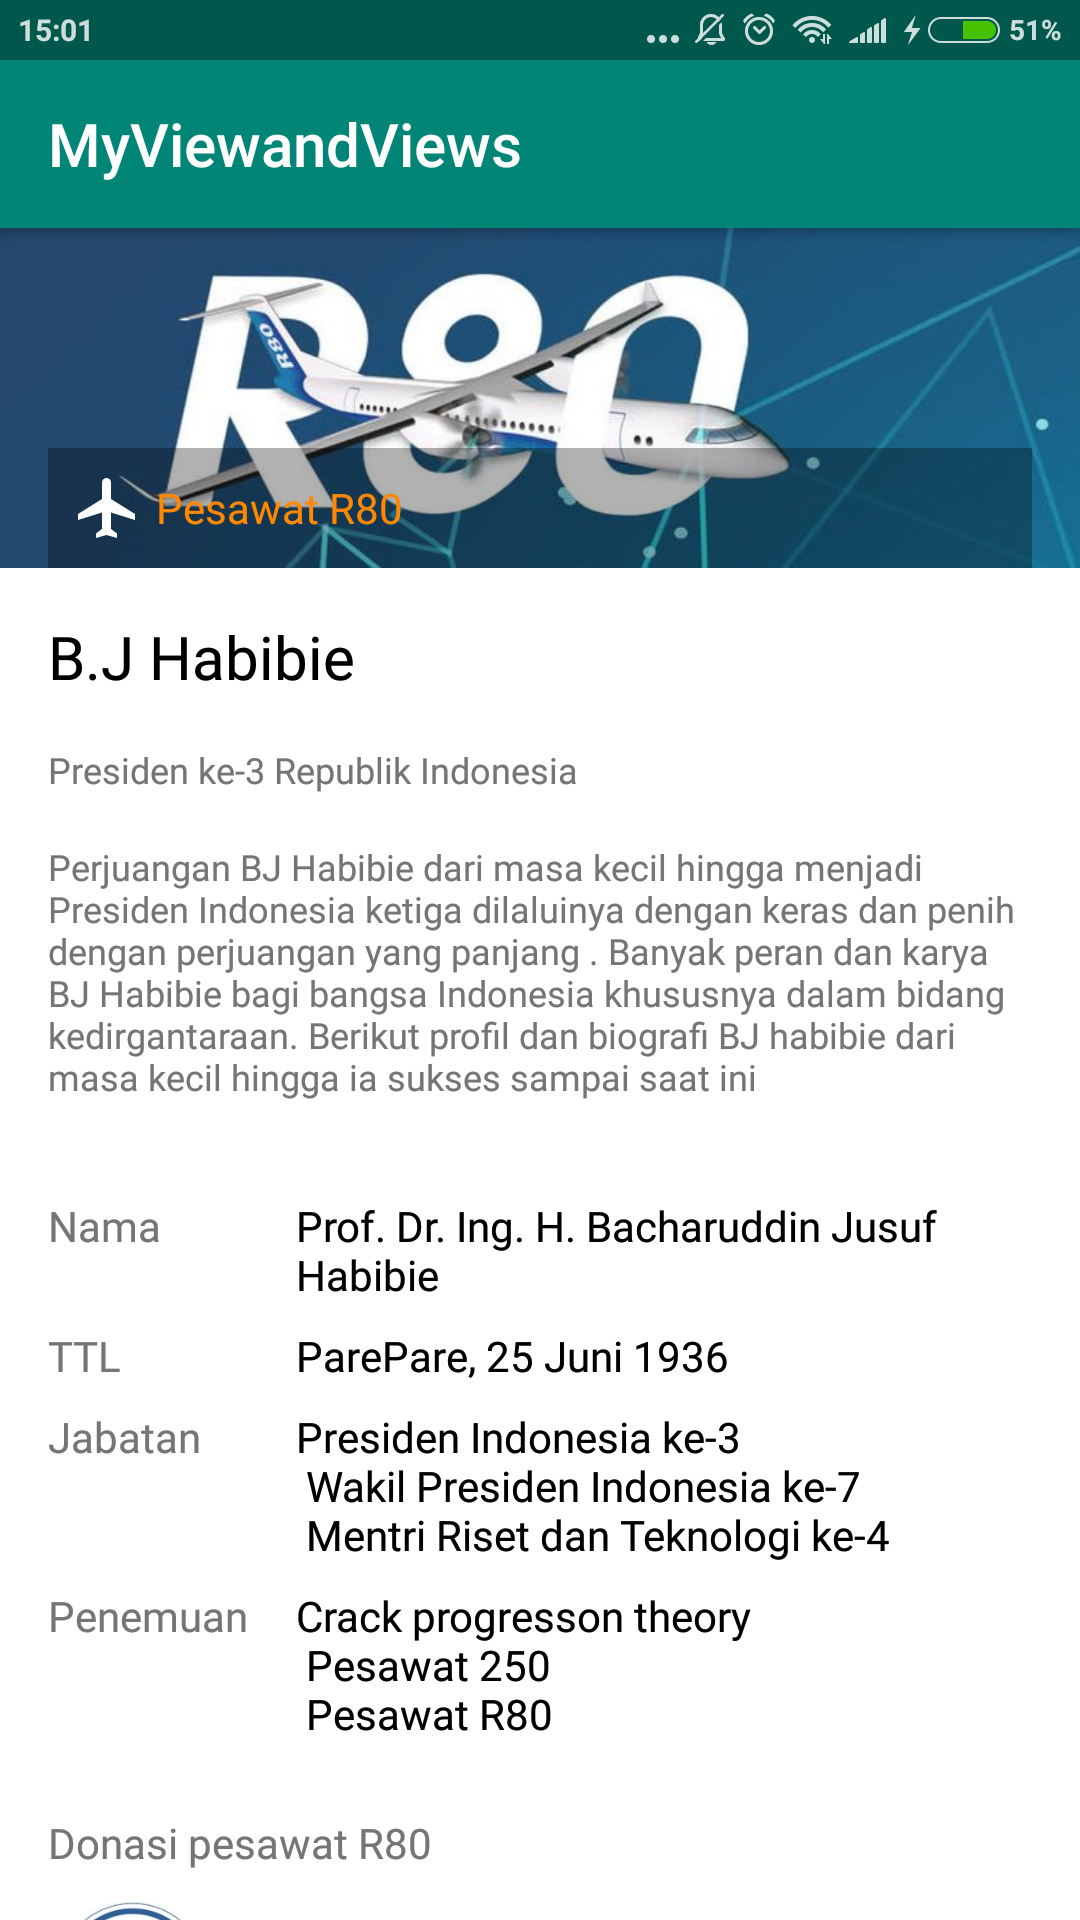 15:01
51%
MyViewandViews
R80
R80
Pesawat R80
B.J Habibie
Presiden ke-3 Republik Indonesia
Perjuangan BJ Habibie dari masa kecil hingga menjadi
Presiden Indonesia ketiga dilaluinya dengan keras dan penih
dengan perjuangan yang panjang . Banyak peran dan karya
BJ Habibie bagi bangsa Indonesia khususnya dalam bidang
kedirgantaraan. Berikut profil dan biografi BJ habibie dari
masa kecil hingga ia sukses sampai saat ini
Nama Prof. Dr. Ing. H. Bacharuddin Jusuf
Habibie
TTL ParePare, 25 Juni 1936
Jabatan Presiden Indonesia ke-3
Wakil Presiden Indonesia ke-7
Mentri Riset dan Teknologi ke-4
Penemuan Crack progresson theory
Pesawat 250
Pesawat R80
Donasi pesawat R80